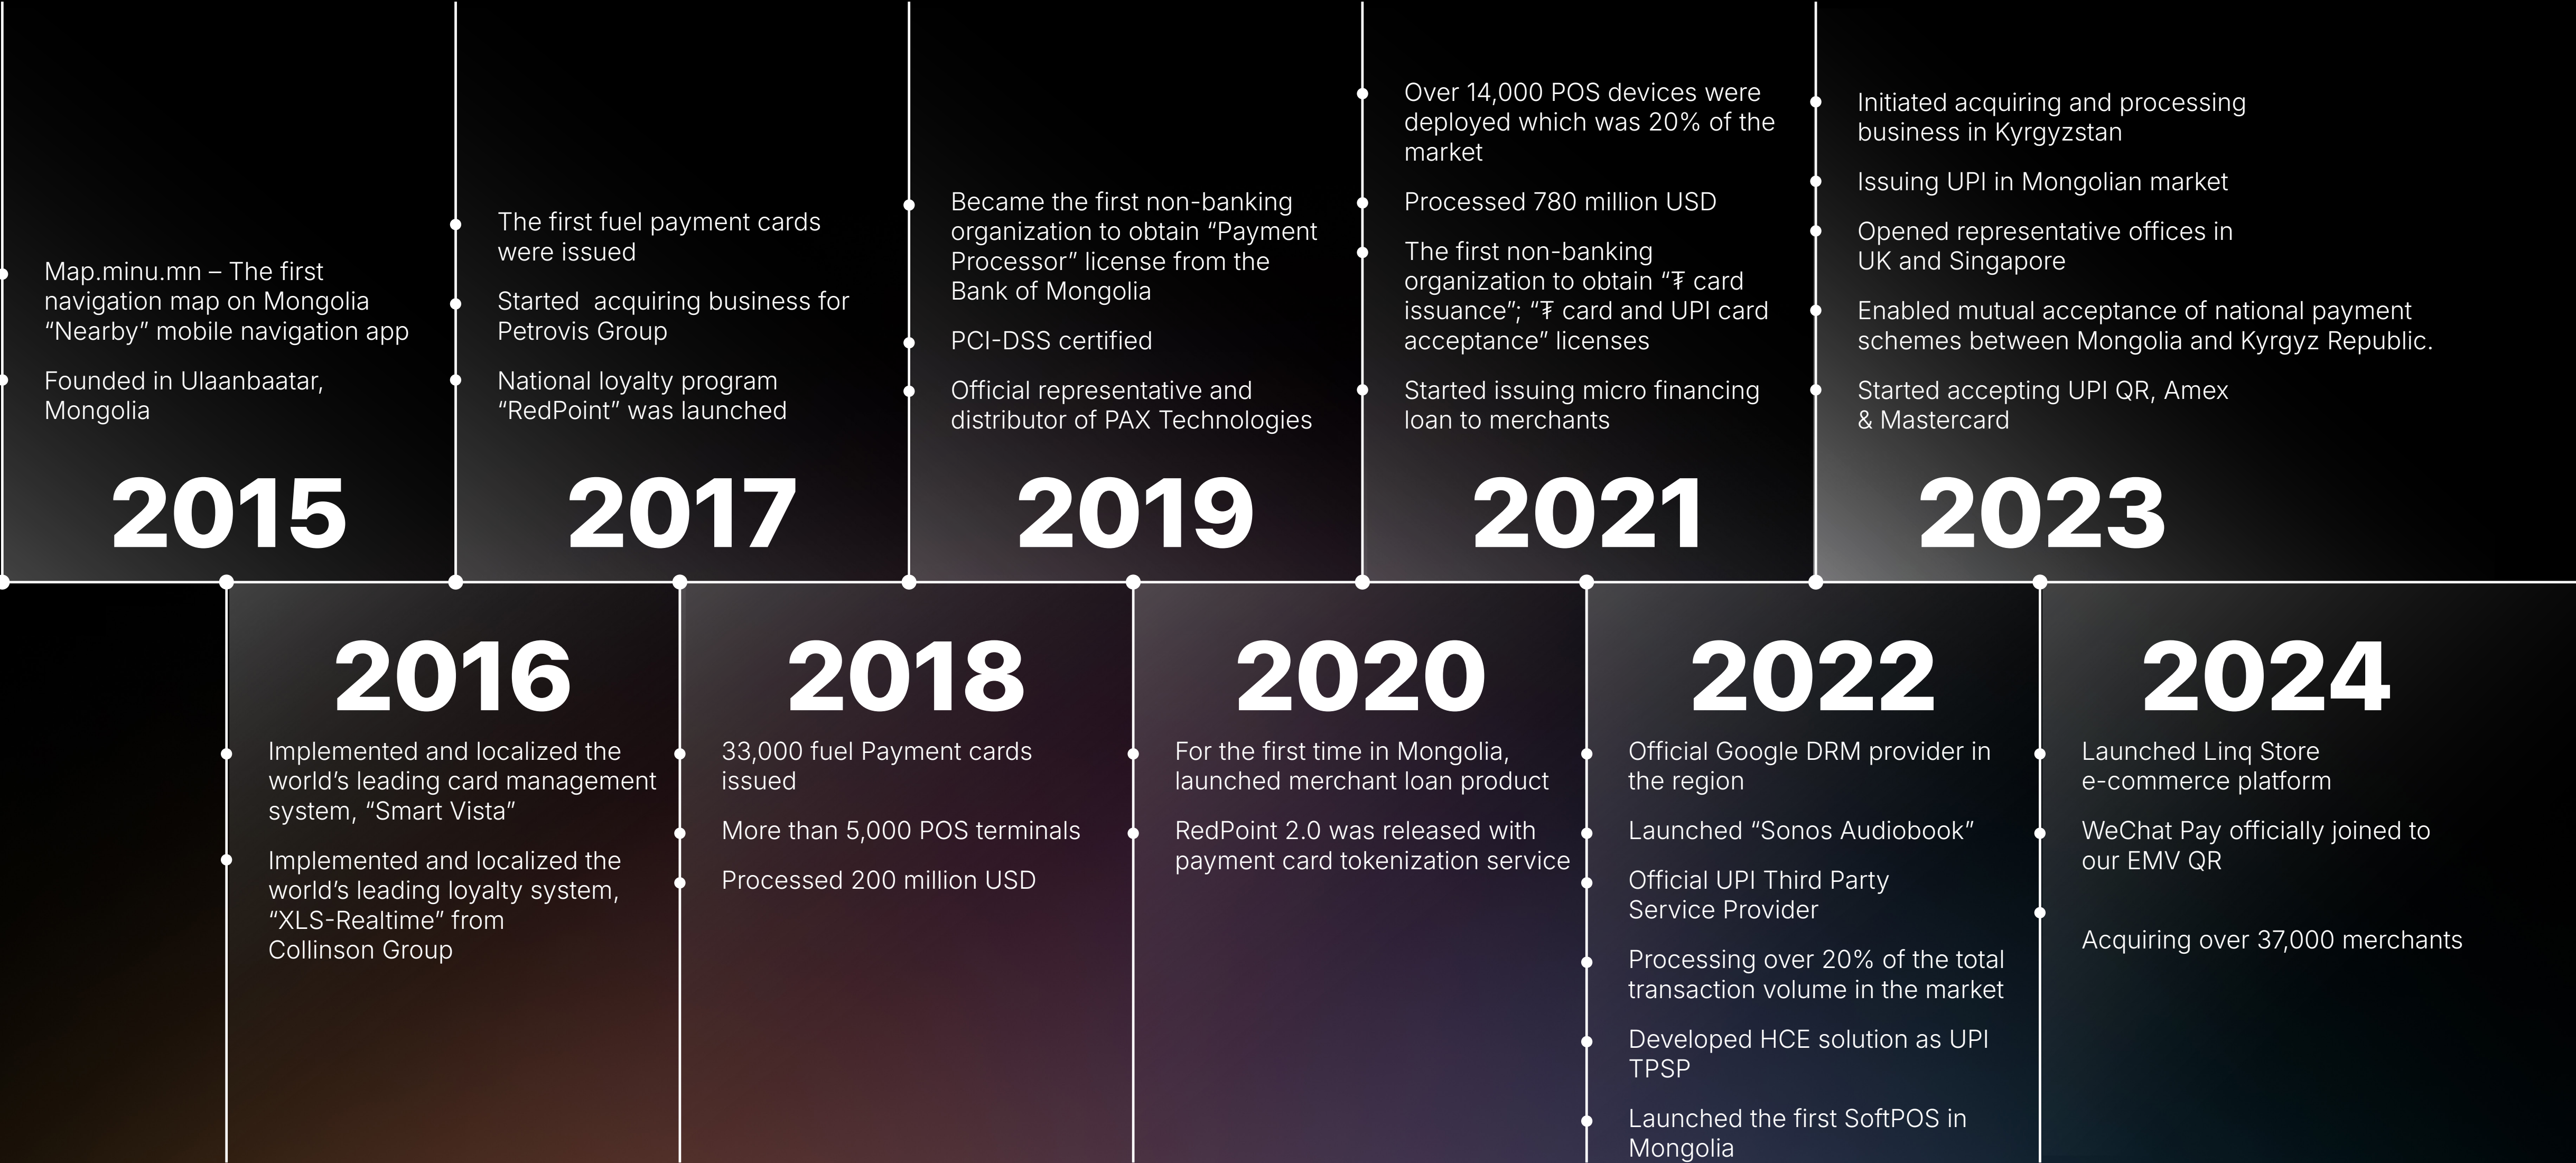 Map.minu.mn – The first
navigation map on Mongolia
“Nearby” mobile navigation app
Founded in Ulaanbaatar,
Mongolia
2015
The first fuel payment cards
were issued
Started  acquiring business for
Petrovis Group
National loyalty program
“RedPoint” was launched
2017
Became the first non-banking
organization to obtain “Payment
Processor” license from the
Bank of Mongolia
PCI-DSS certified
Official representative and
distributor of PAX Technologies
2019
Over 14,000 POS devices were
deployed which was 20% of the
market
Processed 780 million USD
The first non-banking
organization to obtain “₮ card
issuance”; “₮ card and UPI card
acceptance” licenses
Started issuing micro financing
loan to merchants
2021
Initiated acquiring and processing
business in Kyrgyzstan
Issuing UPI in Mongolian market
Opened representative offices in
UK and Singapore
Enabled mutual acceptance of national payment
schemes between Mongolia and Kyrgyz Republic.
Started accepting UPI QR, Amex
& Mastercard
2023
2016
Implemented and localized the
world’s leading card management
system, “Smart Vista”
Implemented and localized the
world’s leading loyalty system,
“XLS-Realtime” from
Collinson Group
2018
33,000 fuel Payment cards
issued
More than 5,000 POS terminals
Processed 200 million USD
2020
For the first time in Mongolia,
launched merchant loan product
RedPoint 2.0 was released with
payment card tokenization service
2022
Official Google DRM provider in
the region
Launched “Sonos Audiobook”
Official UPI Third Party
Service Provider
Processing over 20% of the total
transaction volume in the market
Developed HCE solution as UPI
TPSP
Launched the first SoftPOS in
Mongolia
2024
Launched Linq Store
e-commerce platform
WeChat Pay officially joined to
our EMV QR
Acquiring over 37,000 merchants